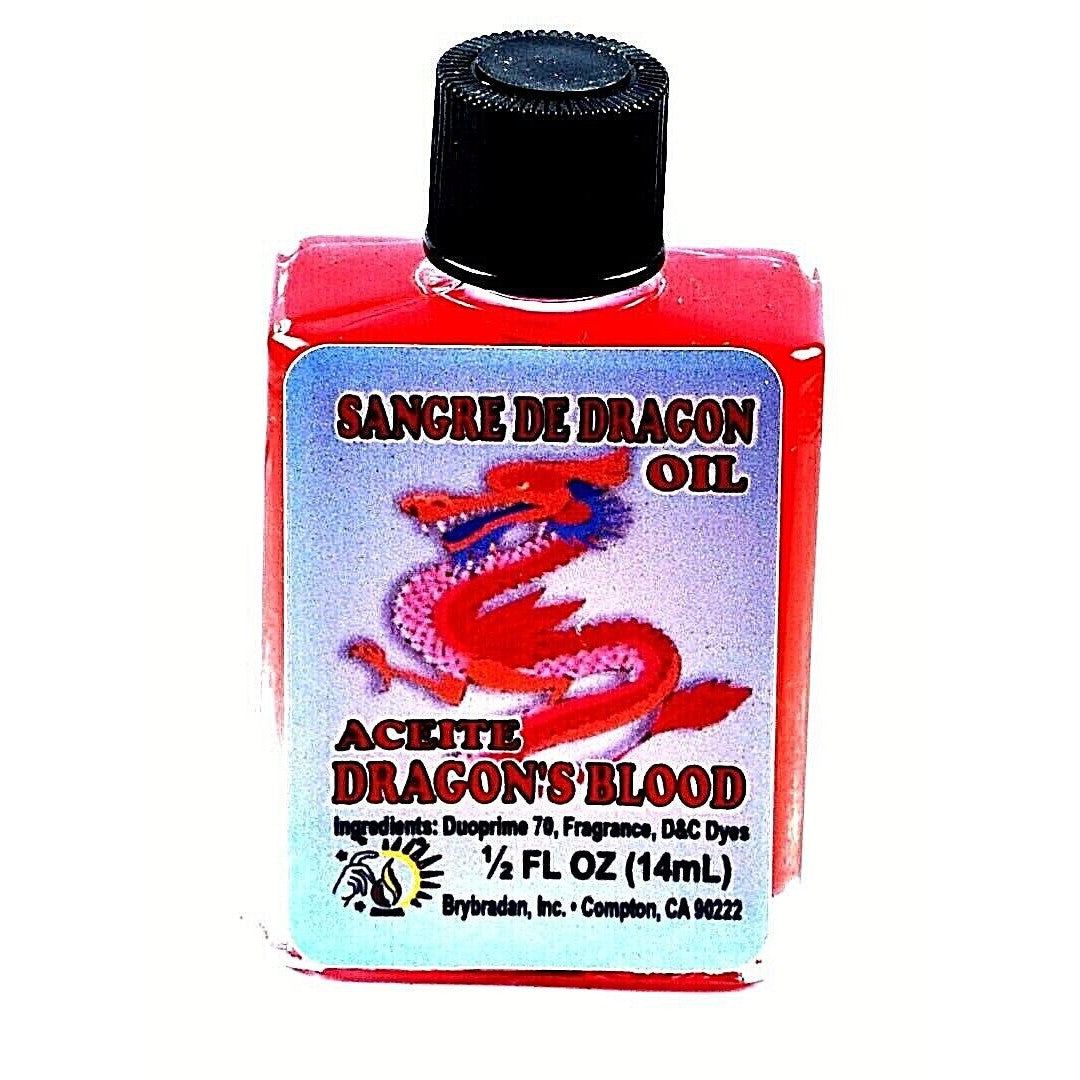 SANGRE DE DRAGON
OIL
ACEITE
DRAGON'S BLOOD
Ingredients: Duoprime 70, Fragrance, D&C Dyes
½ FL OZ (14mL)
Brybradan, Inc. • Compton, CA 90222